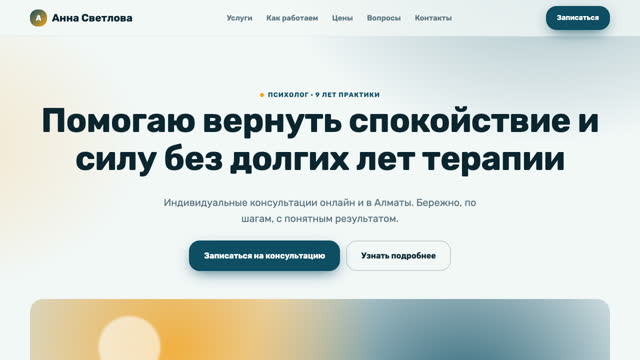 А Анна Светлова
Услуги Как работаем Цены Вопросы Контакты
Записаться
ПСИХОЛОГ · 9 ЛЕТ ПРАКТИКИ
Помогаю вернуть спокойствие и
силу без долгих лет терапии
Индивидуальные консультации онлайн и в Алматы. Бережно, по
шагам, с понятным результатом.
Записаться на консультацию
Узнать подробнее